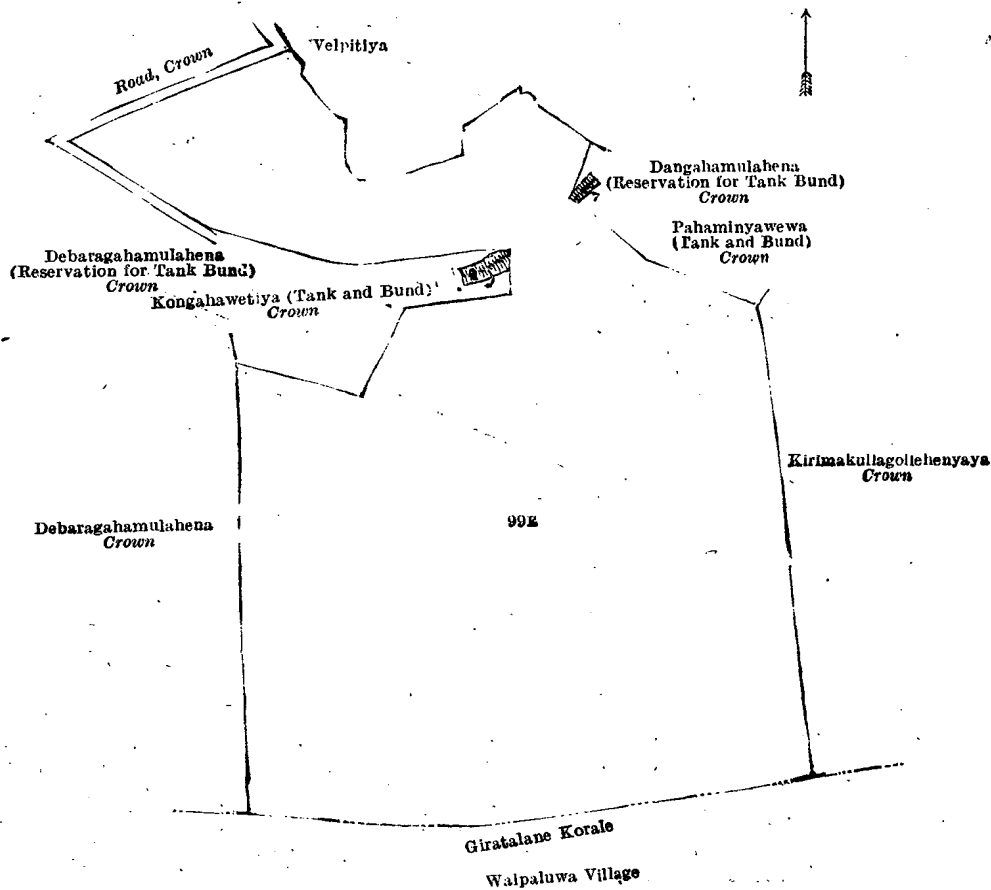 Velpitiya
Road, Crown
Dangahamulahena
(Reservation for Tank Bund)
Crown
Pahaminyawewa
(Tank and Bund)
Crown
Debaragahamulahena
(Reservation for Tank Bund)
Crown
Kongahawetiya (Tank and Bund)
Crown
Kirimakullagollehenyaya
Crown
Debaragahamulahena
Crown
99E
Giratalane Korale
Walpaluwa Village